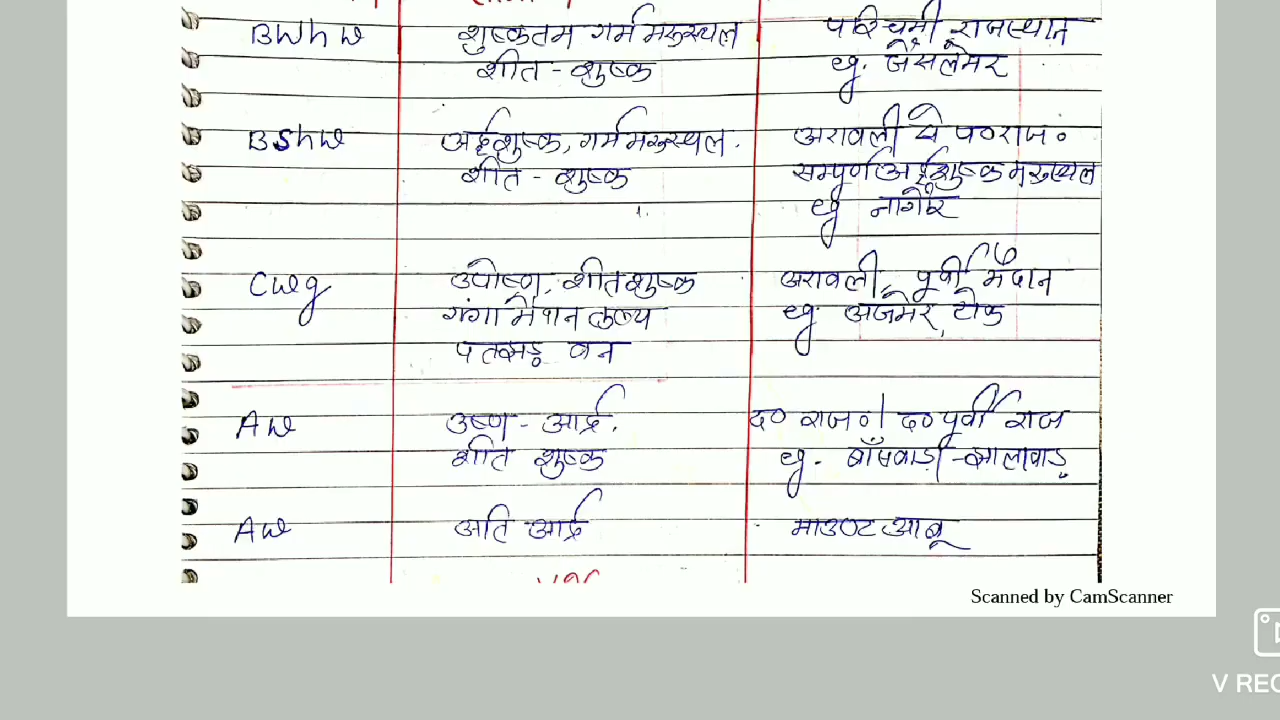 BWhw शुष्कतम गर्म मरुस्थल पश्चिमी राजस्थान
शीत - शुष्क eg. जैसलमेर
BShw अर्द्धशुष्क, गर्म मरुस्थल. अरावली से प०राज०
शीत - शुष्क सम्पूर्ण अर्द्धशुष्क मरुस्थल
eg नागौर
Cwg उपोष्ण, शीत शुष्क अरावली, पूर्वी मैदान
गंगा मैदान तुल्य eg. अजमेर, टोंक
पतझड़ वन
Aw उष्ण - आर्द्र. द० राज०/ द० पूर्वी राज
शीत शुष्क eg. बाँसवाड़ा - झालावाड़
Aw अति आर्द्र माउण्ट आबू
Scanned by CamScanner
V REC